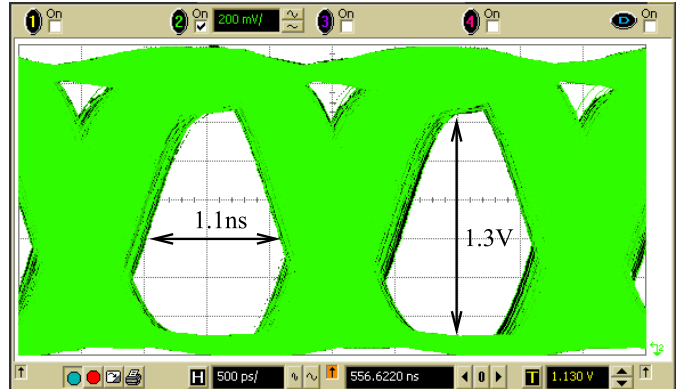 1 On 2 On 200 mV/ 3 On 4 On D On
1.1ns
1.3V
2
H 500 ps/ 556.6220 ns 0 T 1.130 V